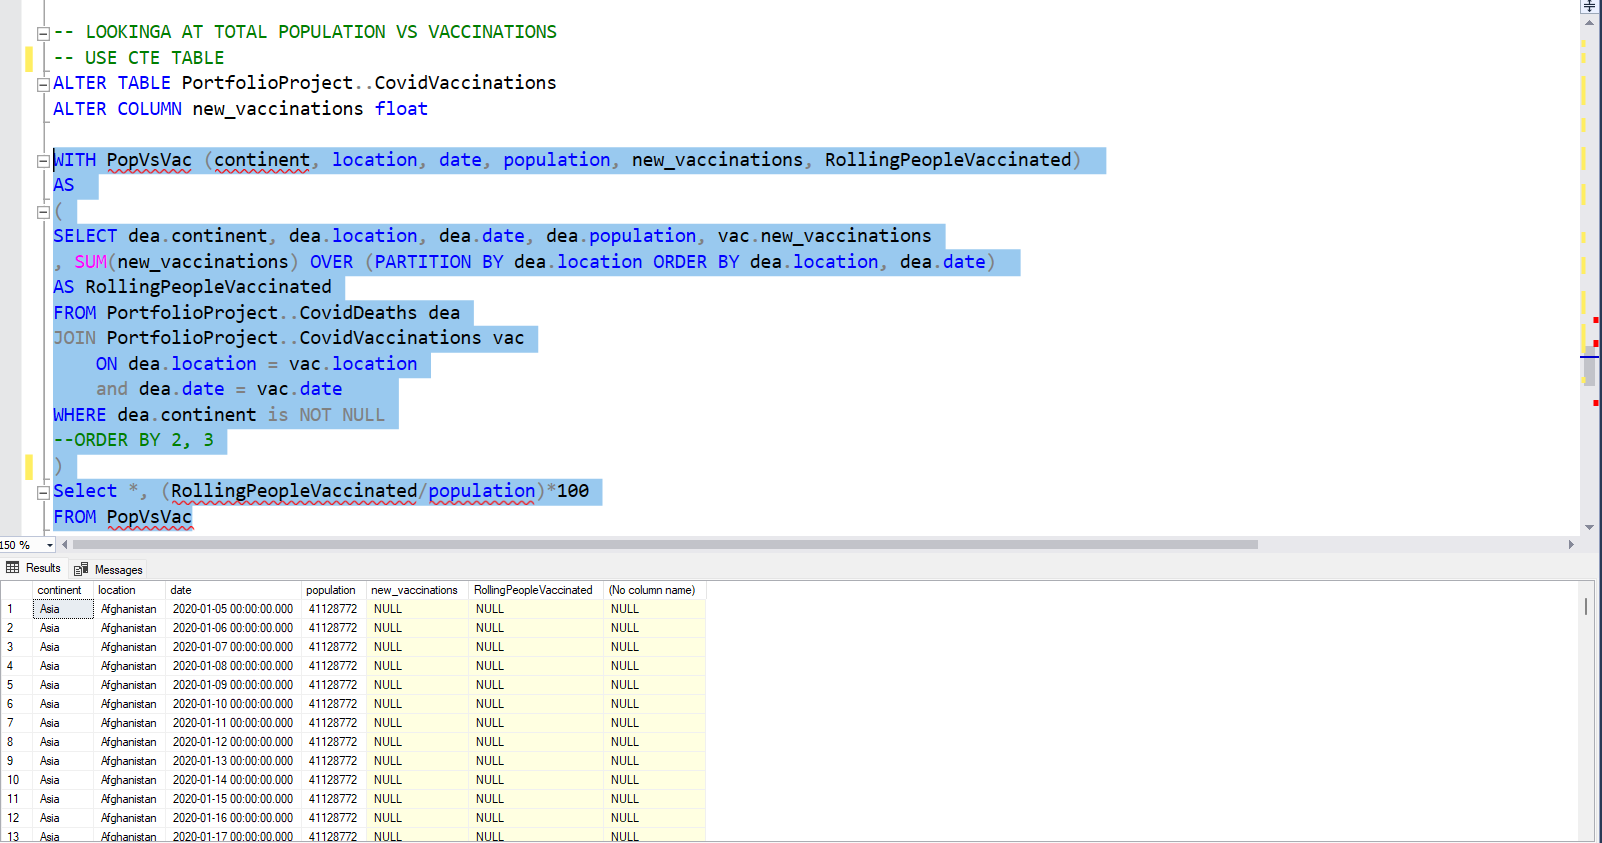 -- LOOKINGA AT TOTAL POPULATION VS VACCINATIONS
-- USE CTE TABLE
ALTER TABLE PortfolioProject..CovidVaccinations
ALTER COLUMN new_vaccinations float
WITH PopVsVac (continent, location, date, population, new_vaccinations, RollingPeopleVaccinated)
AS
(
SELECT dea.continent, dea.location, dea.date, dea.population, vac.new_vaccinations
, SUM(new_vaccinations) OVER (PARTITION BY dea.location ORDER BY dea.location, dea.date)
AS RollingPeopleVaccinated
FROM PortfolioProject..CovidDeaths dea
JOIN PortfolioProject..CovidVaccinations vac
ON dea.location = vac.location
and dea.date = vac.date
WHERE dea.continent is NOT NULL
--ORDER BY 2, 3
)
Select *, (RollingPeopleVaccinated/population)*100
FROM PopVsVac
150 %
Results Messages
continent location date population new_vaccinations RollingPeopleVaccinated (No column name)
1 Asia Afghanistan 2020-01-05 00:00:00.000 41128772 NULL NULL NULL
2 Asia Afghanistan 2020-01-06 00:00:00.000 41128772 NULL NULL NULL
3 Asia Afghanistan 2020-01-07 00:00:00.000 41128772 NULL NULL NULL
4 Asia Afghanistan 2020-01-08 00:00:00.000 41128772 NULL NULL NULL
5 Asia Afghanistan 2020-01-09 00:00:00.000 41128772 NULL NULL NULL
6 Asia Afghanistan 2020-01-10 00:00:00.000 41128772 NULL NULL NULL
7 Asia Afghanistan 2020-01-11 00:00:00.000 41128772 NULL NULL NULL
8 Asia Afghanistan 2020-01-12 00:00:00.000 41128772 NULL NULL NULL
9 Asia Afghanistan 2020-01-13 00:00:00.000 41128772 NULL NULL NULL
10 Asia Afghanistan 2020-01-14 00:00:00.000 41128772 NULL NULL NULL
11 Asia Afghanistan 2020-01-15 00:00:00.000 41128772 NULL NULL NULL
12 Asia Afghanistan 2020-01-16 00:00:00.000 41128772 NULL NULL NULL
13 Asia Afghanistan 2020-01-17 00:00:00.000 41128772 NULL NULL NULL